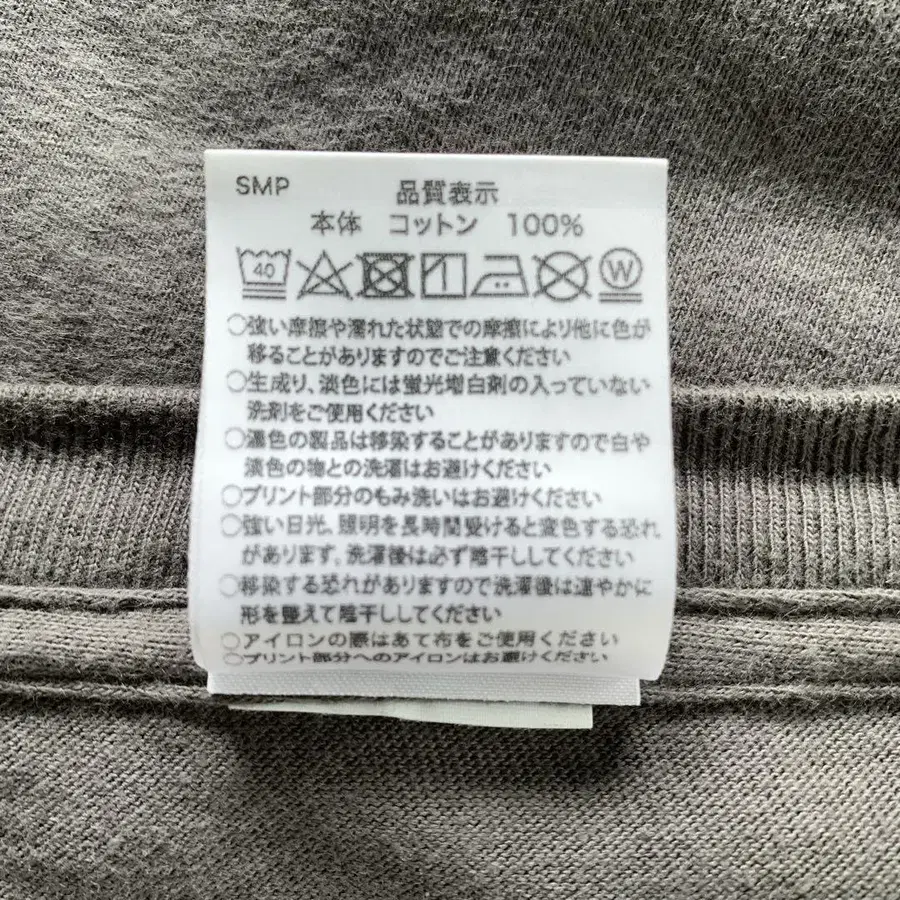 SMP
品質表示
本体 コットン 100%
40 W
○強い摩擦や濡れた状態での摩擦により他に色が
移ることがありますのでご注意ください
○生成り、淡色には蛍光増白剤の入っていない
洗剤をご使用ください
○濃色の製品は移染することがありますので白や
淡色の物との洗濯はお避けください
○プリント部分のもみ洗いはお避けください
○強い日光、照明を長時間受けると変色する恐れ
があります。洗濯後は必ず陰干ししてください
○移染する恐れがありますので洗濯後は速やかに
形を整えて陰干ししてください
○アイロンの際はあて布をご使用ください
○プリント部分へのアイロンはお避けください